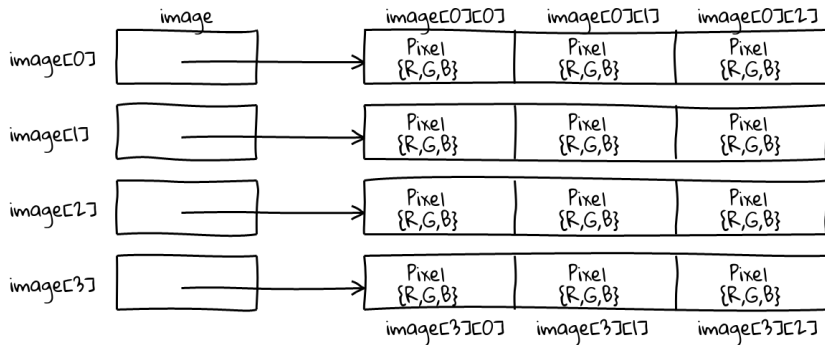 image image[0][0] image[0][1] image[0][2]
image[0] Pixel Pixel Pixel
{R,G,B} {R,G,B} {R,G,B}
image[1] Pixel Pixel Pixel
{R,G,B} {R,G,B} {R,G,B}
image[2] Pixel Pixel Pixel
{R,G,B} {R,G,B} {R,G,B}
image[3] Pixel Pixel Pixel
{R,G,B} {R,G,B} {R,G,B}
image[3][0] image[3][1] image[3][2]